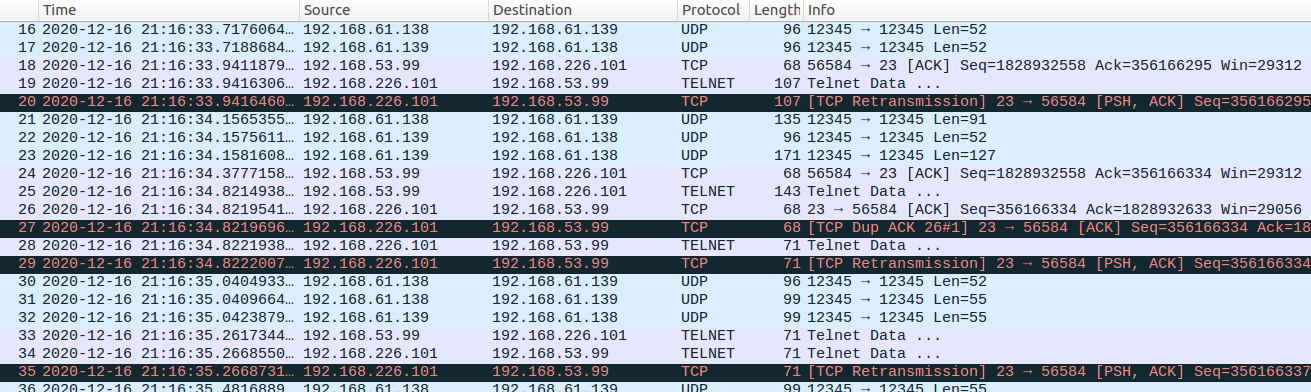 Time Source Destination Protocol Length Info
16 2020-12-16 21:16:33.7176064… 192.168.61.138 192.168.61.139 UDP 96 12345 → 12345 Len=52
17 2020-12-16 21:16:33.7188684… 192.168.61.139 192.168.61.138 UDP 96 12345 → 12345 Len=52
18 2020-12-16 21:16:33.9411879… 192.168.53.99 192.168.226.101 TCP 68 56584 → 23 [ACK] Seq=1828932558 Ack=356166295 Win=29312
19 2020-12-16 21:16:33.9416306… 192.168.226.101 192.168.53.99 TELNET 107 Telnet Data ...
20 2020-12-16 21:16:33.9416460… 192.168.226.101 192.168.53.99 TCP 107 [TCP Retransmission] 23 → 56584 [PSH, ACK] Seq=356166295
21 2020-12-16 21:16:34.1565355… 192.168.61.138 192.168.61.139 UDP 135 12345 → 12345 Len=91
22 2020-12-16 21:16:34.1575611… 192.168.61.139 192.168.61.138 UDP 96 12345 → 12345 Len=52
23 2020-12-16 21:16:34.1581608… 192.168.61.139 192.168.61.138 UDP 171 12345 → 12345 Len=127
24 2020-12-16 21:16:34.3777158… 192.168.53.99 192.168.226.101 TCP 68 56584 → 23 [ACK] Seq=1828932558 Ack=356166334 Win=29312
25 2020-12-16 21:16:34.8214938… 192.168.53.99 192.168.226.101 TELNET 143 Telnet Data ...
26 2020-12-16 21:16:34.8219541… 192.168.226.101 192.168.53.99 TCP 68 23 → 56584 [ACK] Seq=356166334 Ack=1828932633 Win=29056
27 2020-12-16 21:16:34.8219696… 192.168.226.101 192.168.53.99 TCP 68 [TCP Dup ACK 26#1] 23 → 56584 [ACK] Seq=356166334 Ack=18
28 2020-12-16 21:16:34.8221938… 192.168.226.101 192.168.53.99 TELNET 71 Telnet Data ...
29 2020-12-16 21:16:34.8222007… 192.168.226.101 192.168.53.99 TCP 71 [TCP Retransmission] 23 → 56584 [PSH, ACK] Seq=356166334
30 2020-12-16 21:16:35.0404933… 192.168.61.138 192.168.61.139 UDP 96 12345 → 12345 Len=52
31 2020-12-16 21:16:35.0409664… 192.168.61.138 192.168.61.139 UDP 99 12345 → 12345 Len=55
32 2020-12-16 21:16:35.0423879… 192.168.61.139 192.168.61.138 UDP 99 12345 → 12345 Len=55
33 2020-12-16 21:16:35.2617344… 192.168.53.99 192.168.226.101 TELNET 71 Telnet Data ...
34 2020-12-16 21:16:35.2668550… 192.168.226.101 192.168.53.99 TELNET 71 Telnet Data ...
35 2020-12-16 21:16:35.2668731… 192.168.226.101 192.168.53.99 TCP 71 [TCP Retransmission] 23 → 56584 [PSH, ACK] Seq=356166337
36 2020-12-16 21:16:35.4816889… 192.168.61.138 192.168.61.139 UDP 99 12345 → 12345 Len=55